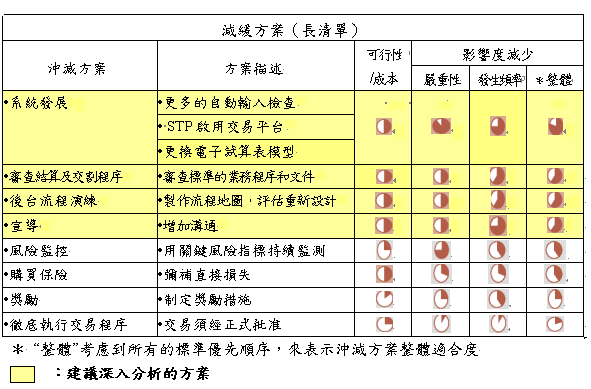 減緩方案（長清單）
沖減方案 方案描述 可行性/成本 影響度減少
嚴重性 發生頻率 ＊整體
•系統發展 •更多的自動輸入檢查
•STP啟用交易平台
•更換電子試算表模型
•審查結算及交割程序 •審查標準的業務程序和文件
•後台流程演練 •製作流程地圖，評估重新設計
•宣導 •增加溝通
•風險監控 •用關鍵風險指標持續監測
•購買保險 •彌補直接損失
•獎勵 •制定獎勵措施
•徹底執行交易程序 •交易須經正式批准
＊“整體”考慮到所有的標準優先順序，來表示沖減方案整體適合度
：建議深入分析的方案